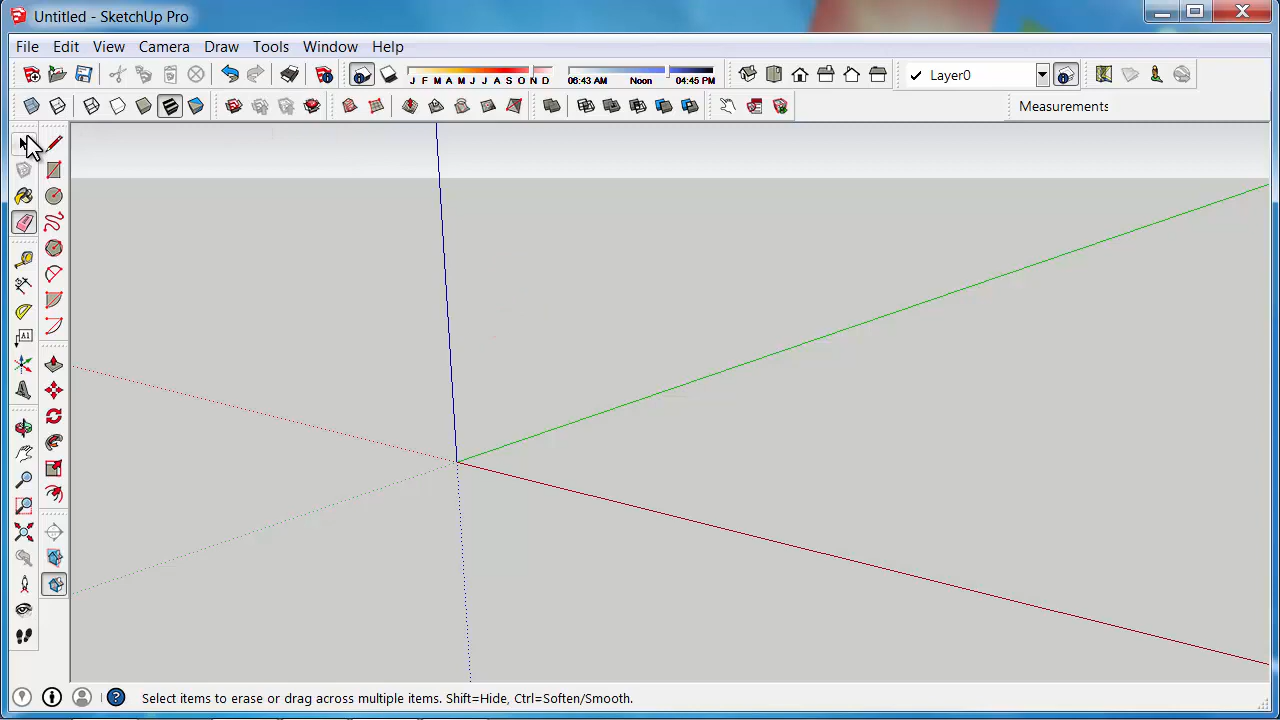 Untitled - SketchUp Pro
File Edit View Camera Draw Tools Window Help
J F M A M J J A S O N D 06:43 AM Noon 04:45 PM Layer0
Measurements
A1
Select items to erase or drag across multiple items. Shift=Hide, Ctrl=Soften/Smooth.